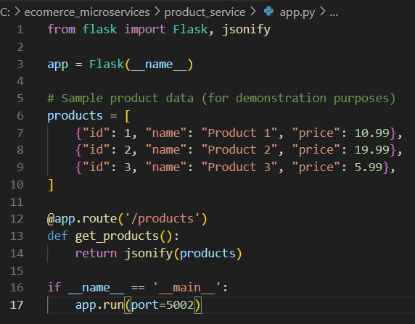 C: > ecomerce_microservices > product_service > app.py > ...
1 from flask import Flask, jsonify
2
3 app = Flask(__name__)
4
5 # Sample product data (for demonstration purposes)
6 products = [
7     {"id": 1, "name": "Product 1", "price": 10.99},
8     {"id": 2, "name": "Product 2", "price": 19.99},
9     {"id": 3, "name": "Product 3", "price": 5.99},
10 ]
11
12 @app.route('/products')
13 def get_products():
14     return jsonify(products)
15
16 if __name__ == '__main__':
17     app.run(port=5002)